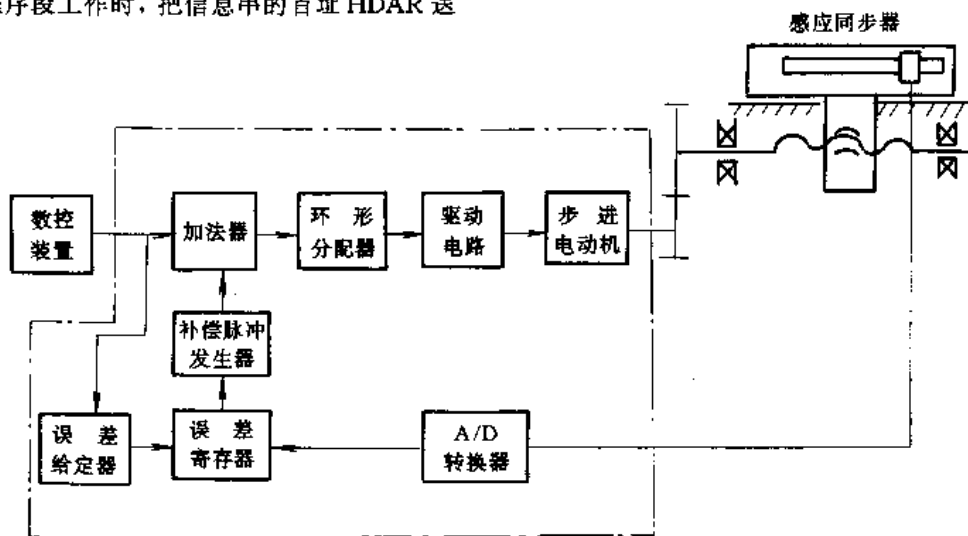 序段工作时，把信息串的首址 HDAR 送
感应同步器
数控
装置
加法器
环 形
分配器
驱动
电路
步 进
电动机
补偿脉冲
发生器
误 差
给定器
误 差
寄存器
A/D
转换器